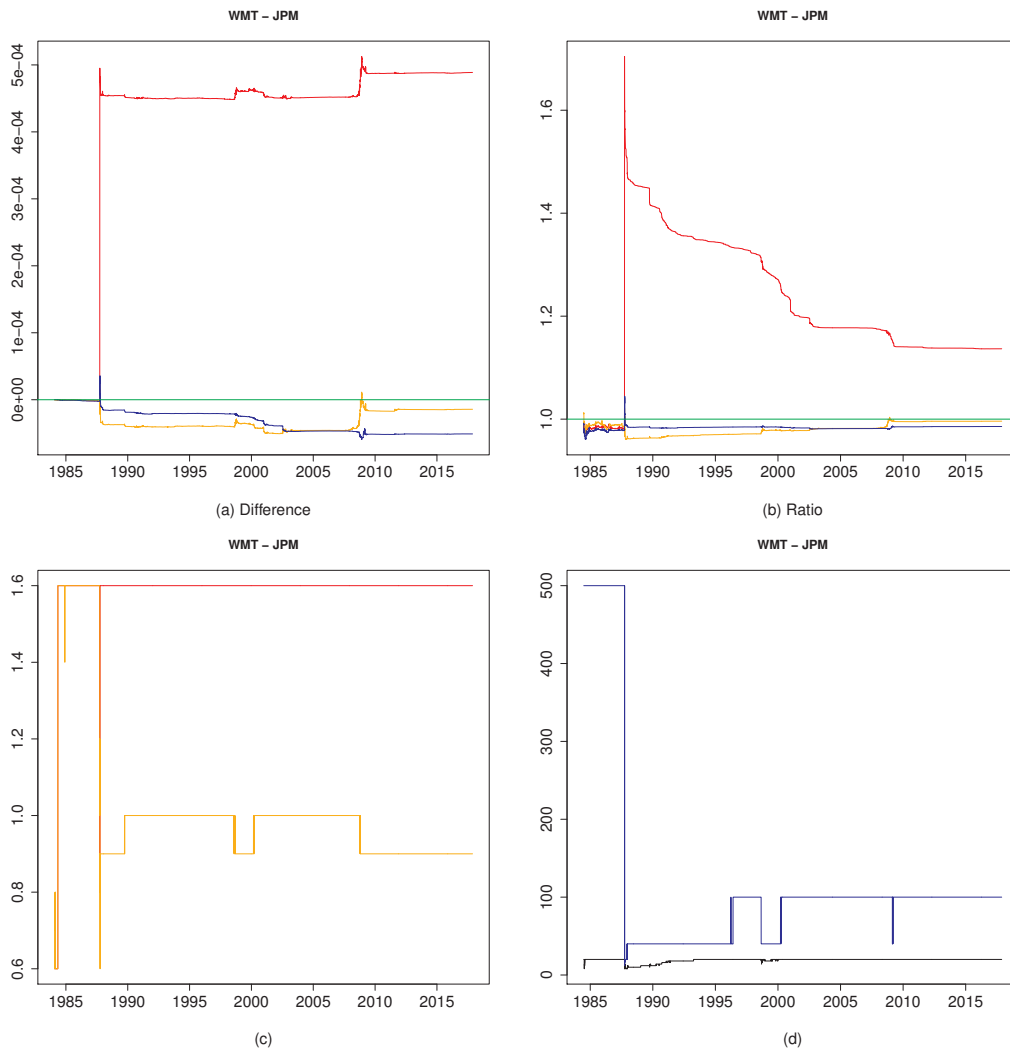 WMT − JPM
5e−04
4e−04
3e−04
2e−04
1e−04
0e+00
1985 1990 1995 2000 2005 2010 2015
(a) Difference
WMT − JPM
1.6
1.4
1.2
1.0
1985 1990 1995 2000 2005 2010 2015
(b) Ratio
WMT − JPM
1.6
1.4
1.2
1.0
0.8
0.6
1985 1990 1995 2000 2005 2010 2015
(c)
WMT − JPM
500
400
300
200
100
0
1985 1990 1995 2000 2005 2010 2015
(d)